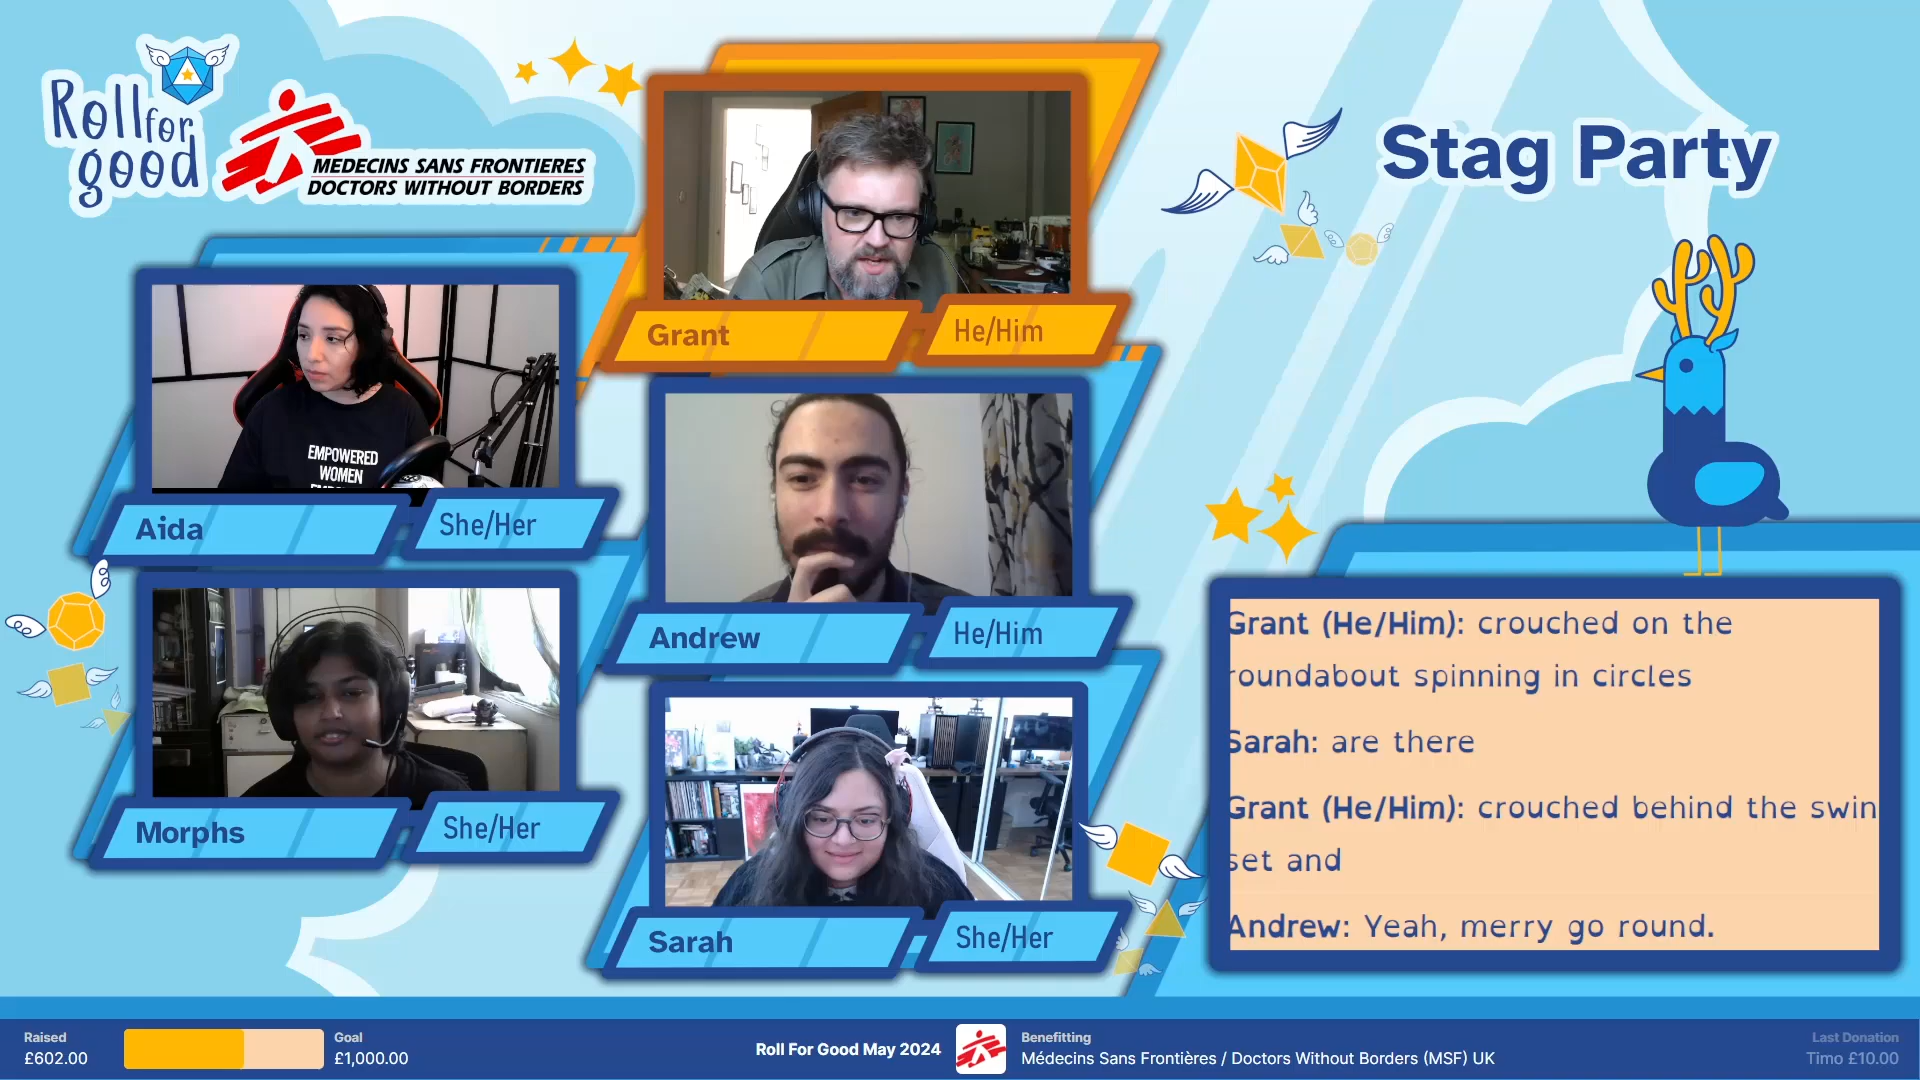 Roll for
good
MEDECINS SANS FRONTIERES
DOCTORS WITHOUT BORDERS
Stag Party
Grant
He/Him
EMPOWERED
WOMEN
Aida
She/Her
Andrew
He/Him
Morphs
She/Her
Sarah
She/Her
Grant (He/Him): crouched on the
roundabout spinning in circles
Sarah: are there
Grant (He/Him): crouched behind the swin
set and
Andrew: Yeah, merry go round.
Raised
£602.00
Goal
£1,000.00
Roll For Good May 2024
Benefitting
Médecins Sans Frontières / Doctors Without Borders (MSF) UK
Last Donation
Timo £10.00